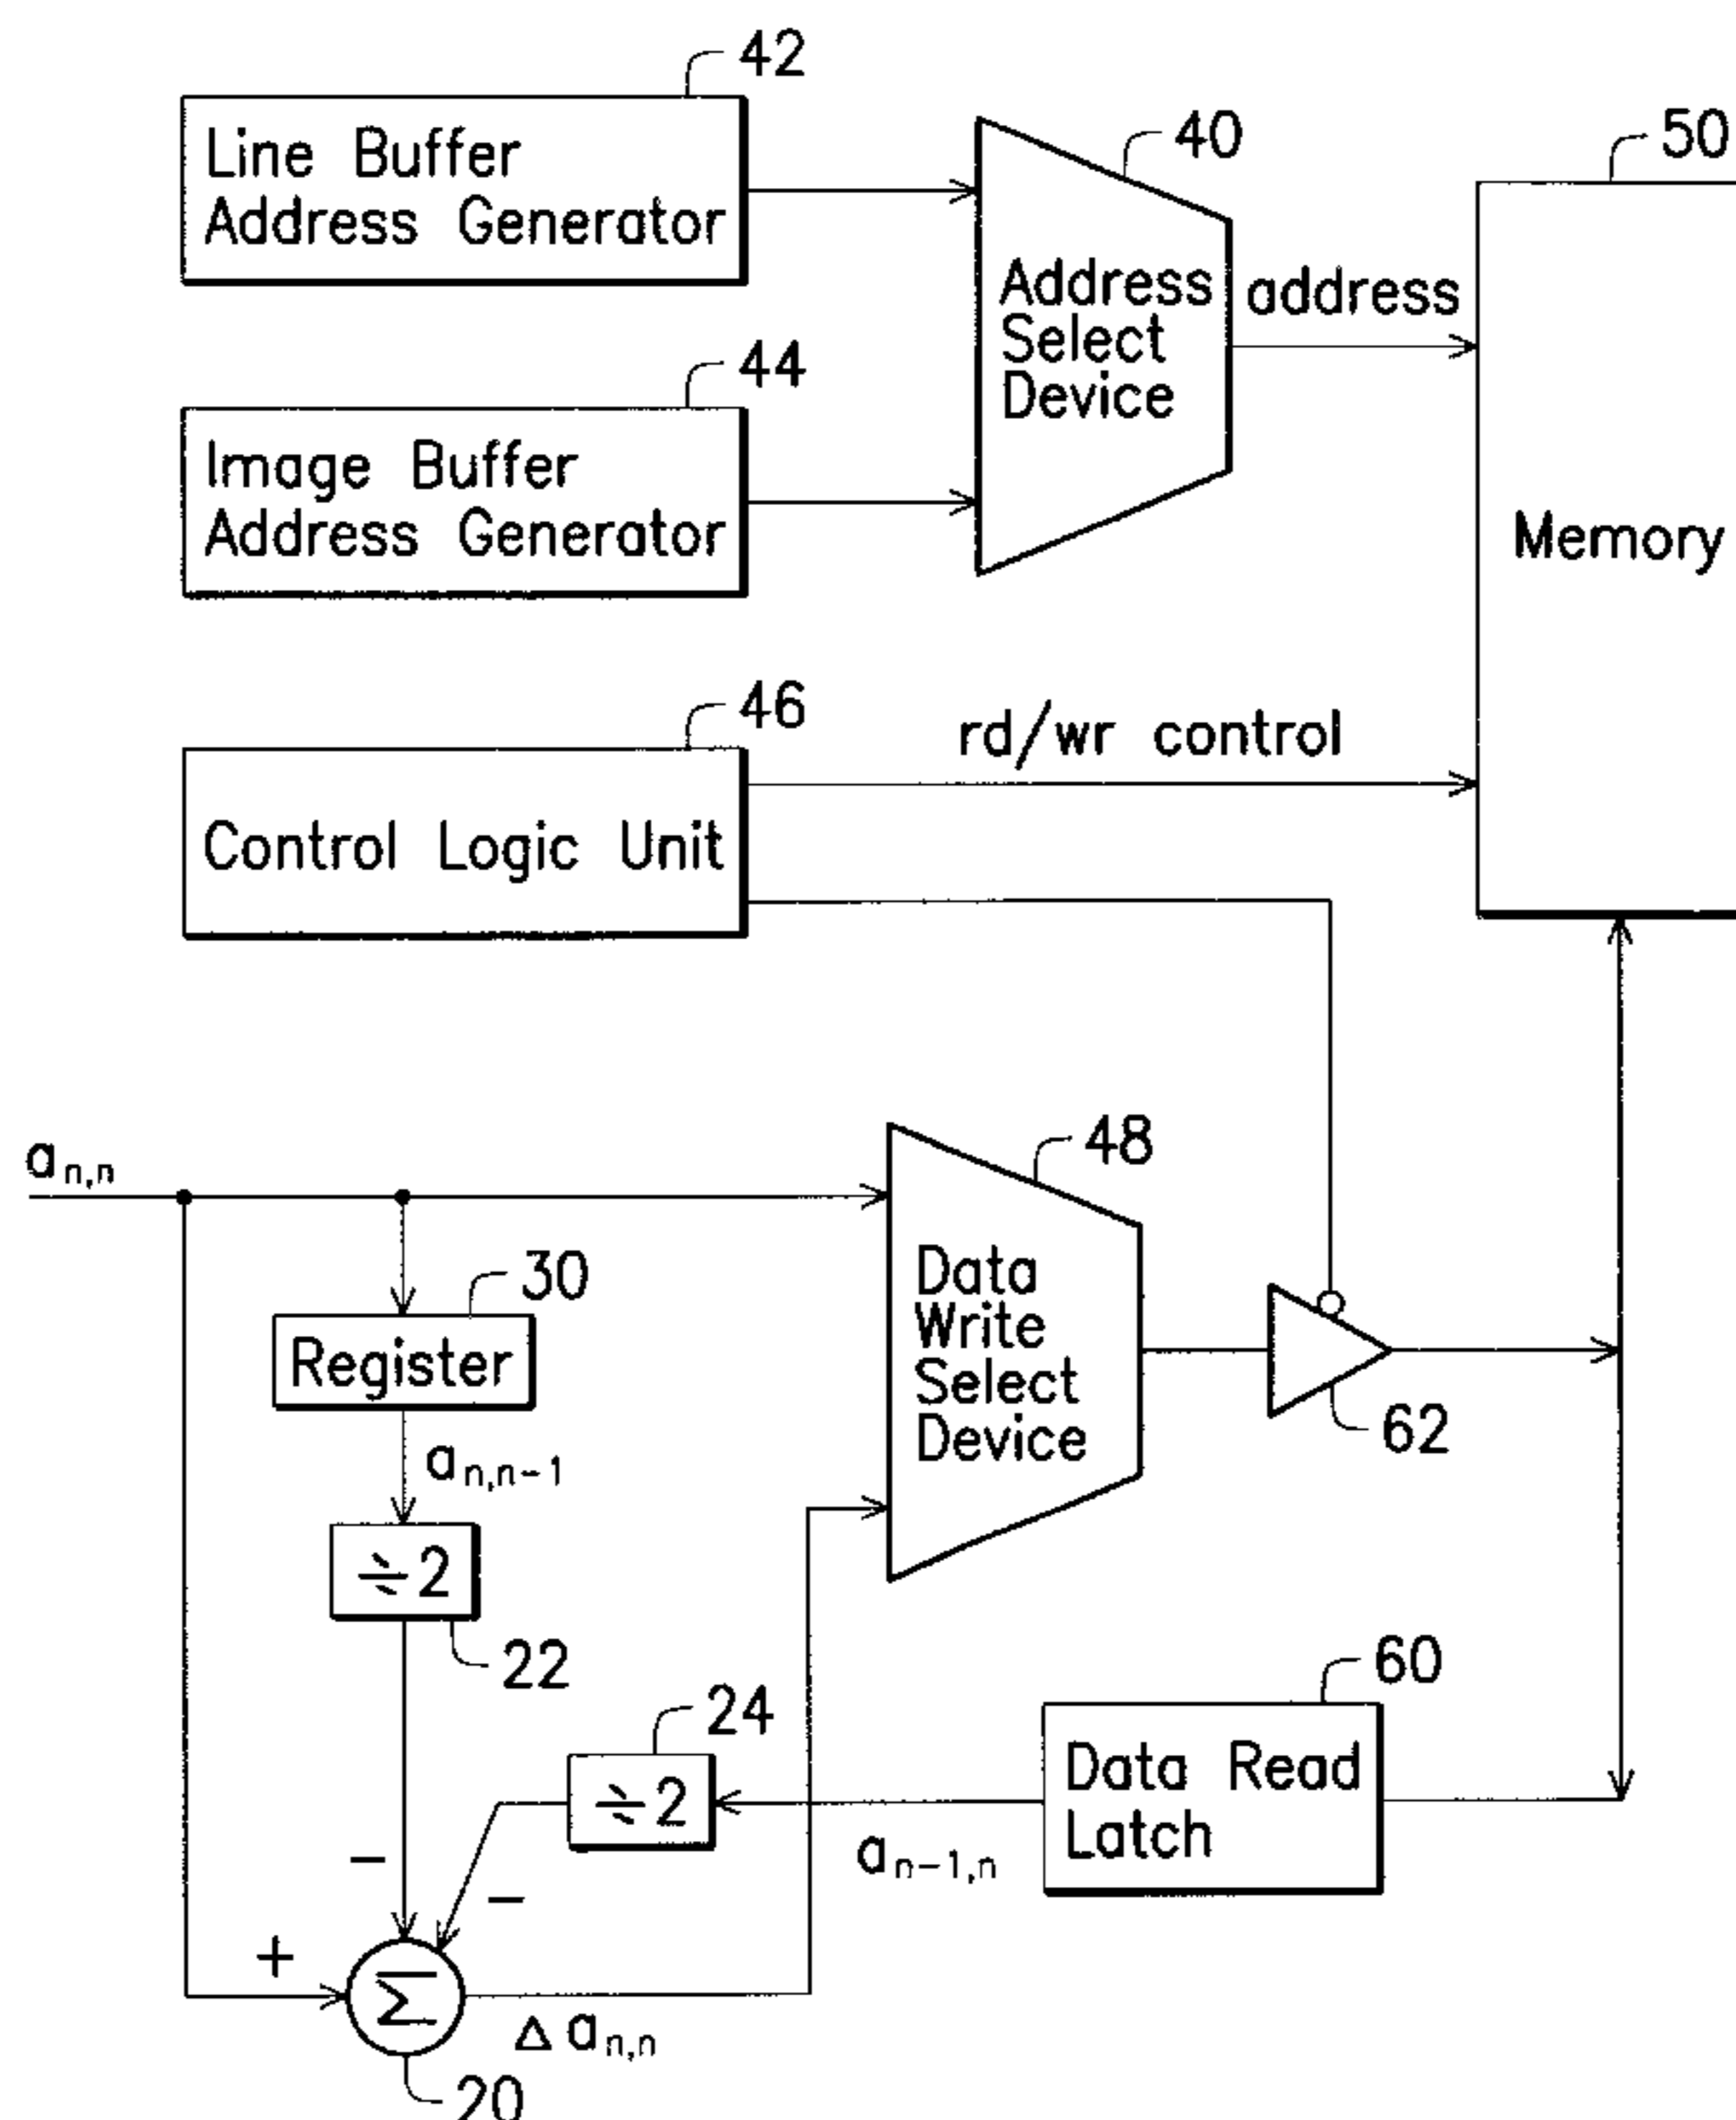 42
Line Buffer
Address Generator
40
50
Address
Select
Device
address
44
Image Buffer
Address Generator
Memory
46
rd/wr control
Control Logic Unit
a n,n
48
30
Register
Data
Write
Select
Device
62
a n,n-1
÷2
22
60
24
÷2
Data Read
Latch
a n-1,n
−
−
+
Σ
Δ a n,n
20